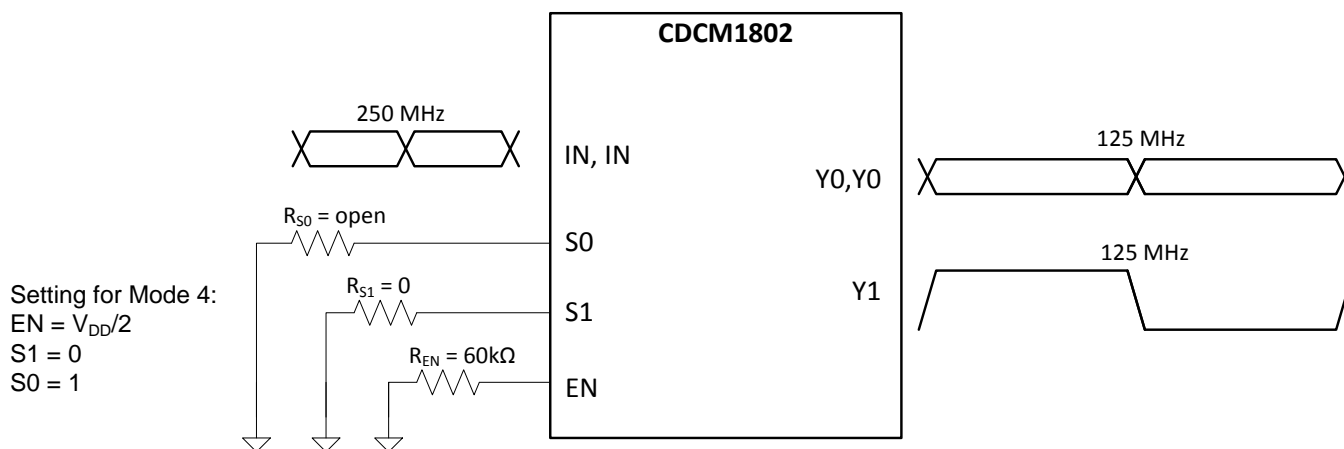 CDCM1802
250 MHz
IN, IN
125 MHz
Y0,Y0
R_S0 = open
S0
125 MHz
Y1
R_S1 = 0
S1
Setting for Mode 4:
EN = V_DD/2
S1 = 0
S0 = 1
R_EN = 60kΩ
EN